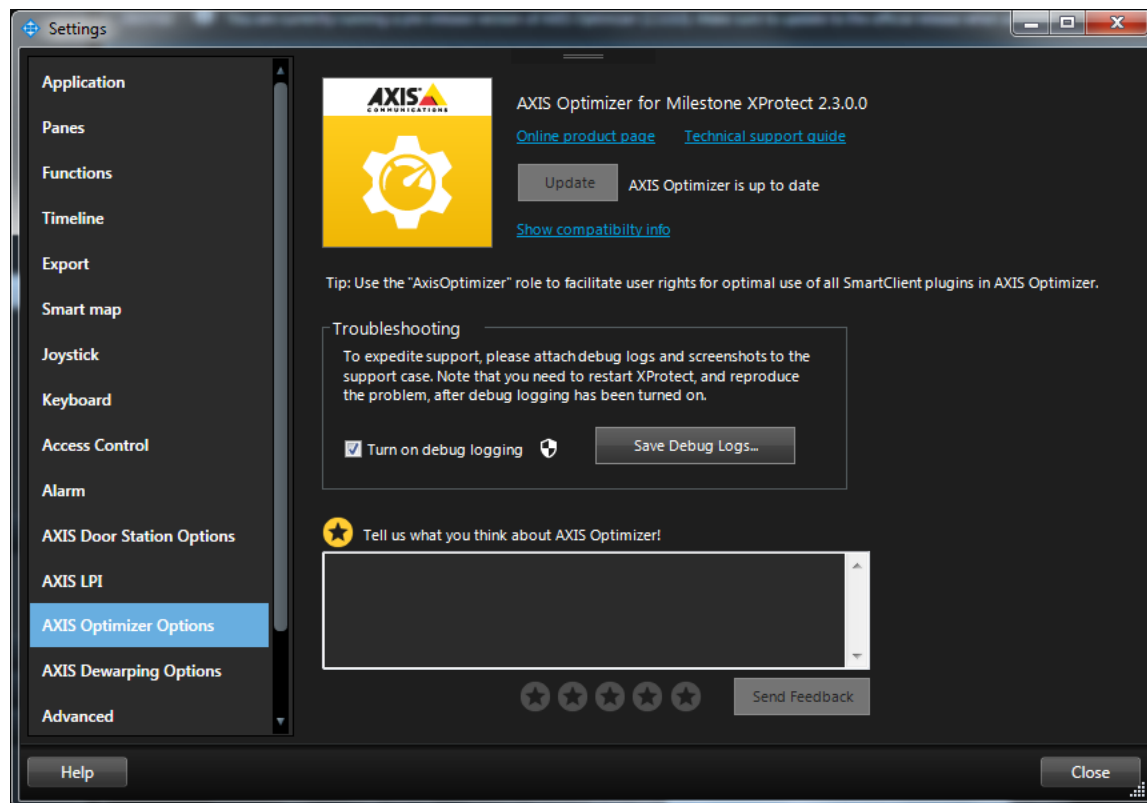 Settings
Application
Panes
Functions
Timeline
Export
Smart map
Joystick
Keyboard
Access Control
Alarm
AXIS Door Station Options
AXIS LPI
AXIS Optimizer Options
AXIS Dewarping Options
Advanced
AXIS
COMMUNICATIONS
AXIS Optimizer for Milestone XProtect 2.3.0.0
Online product page Technical support guide
Update AXIS Optimizer is up to date
Show compatibilty info
Tip: Use the "AxisOptimizer" role to facilitate user rights for optimal use of all SmartClient plugins in AXIS Optimizer.
Troubleshooting
To expedite support, please attach debug logs and screenshots to the
support case. Note that you need to restart XProtect, and reproduce
the problem, after debug logging has been turned on.
Turn on debug logging Save Debug Logs...
Tell us what you think about AXIS Optimizer!
Send Feedback
Help Close